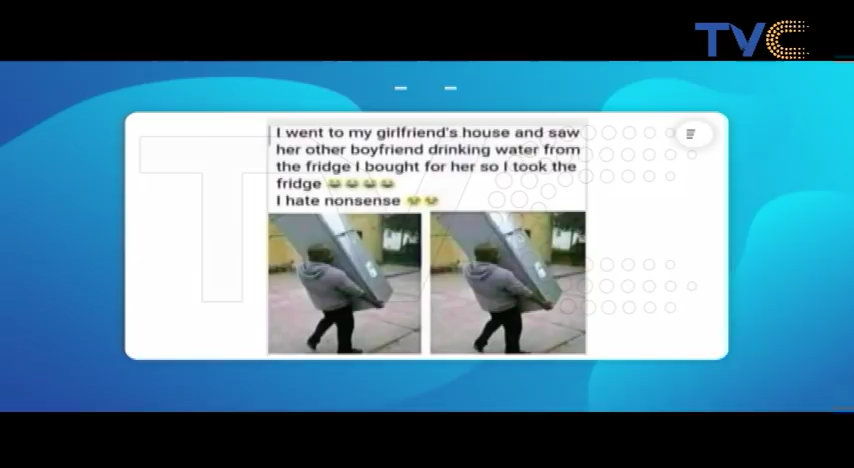 TVC
I went to my girlfriend's house and saw
her other boyfriend drinking water from
the fridge I bought for her so I took the
fridge 😂😂😂😂
I hate nonsense 😂😂